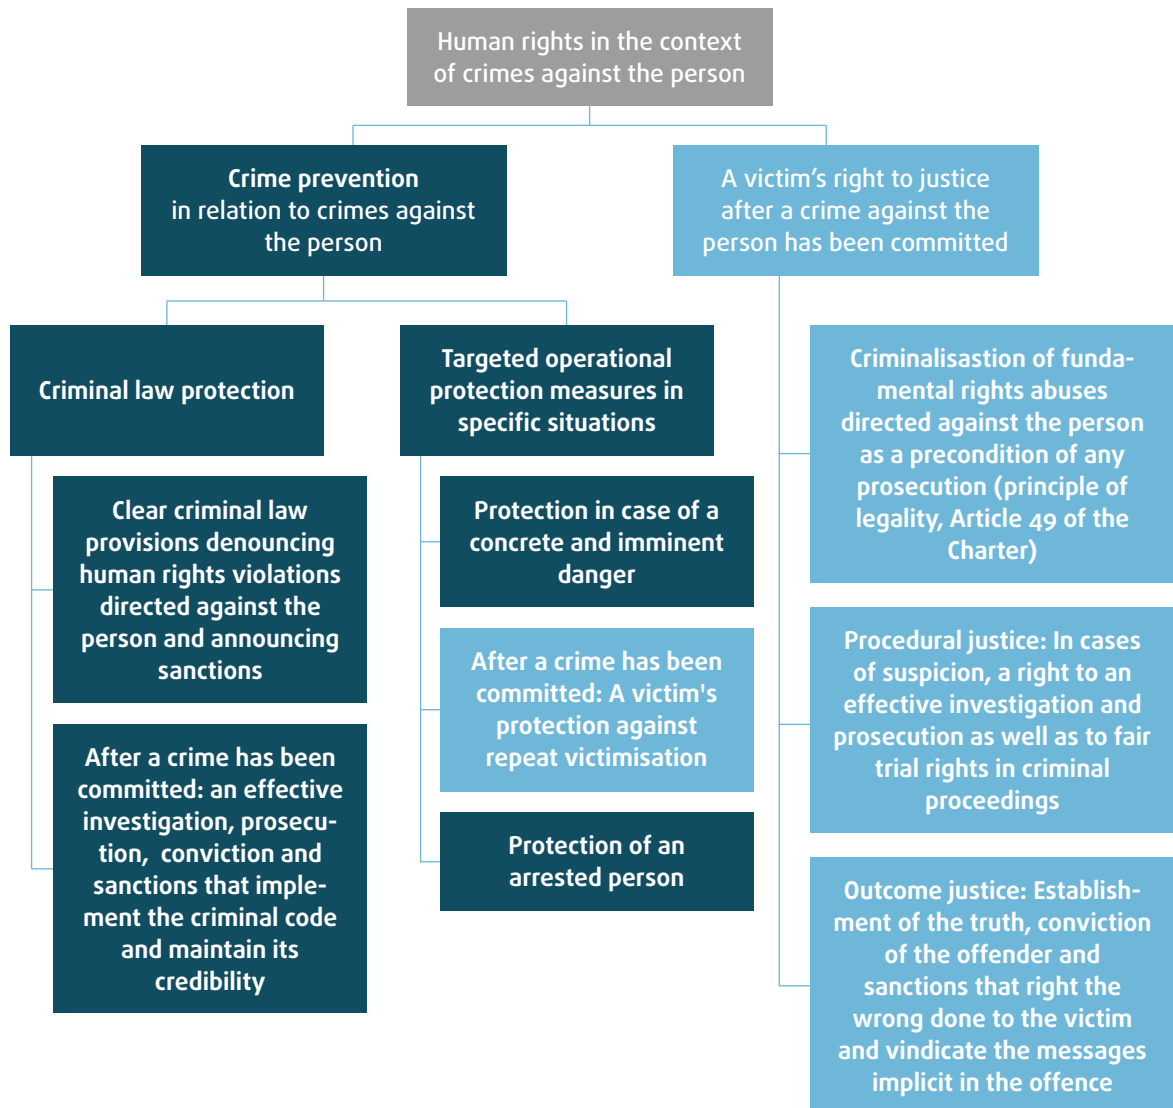 Human rights in the context
of crimes against the person
Crime prevention
in relation to crimes against
the person
A victim’s right to justice
after a crime against the
person has been committed
Criminal law protection
Targeted operational
protection measures in
specific situations
Clear criminal law
provisions denouncing
human rights violations
directed against the
person and announcing
sanctions
After a crime has been
committed: an effective
investigation, prosecu-
tion,  conviction and
sanctions that imple-
ment the criminal code
and maintain its
credibility
Protection in case of a
concrete and imminent
danger
After a crime has been
committed: A victim's
protection against
repeat victimisation
Protection of an
arrested person
Criminalisastion of funda-
mental rights abuses
directed against the person
as a precondition of any
prosecution (principle of
legality, Article 49 of the
Charter)
Procedural justice: In cases
of suspicion, a right to an
effective investigation and
prosecution as well as to fair
trial rights in criminal
proceedings
Outcome justice: Establish-
ment of the truth, conviction
of the offender and
sanctions that right the
wrong done to the victim
and vindicate the messages
implicit in the offence